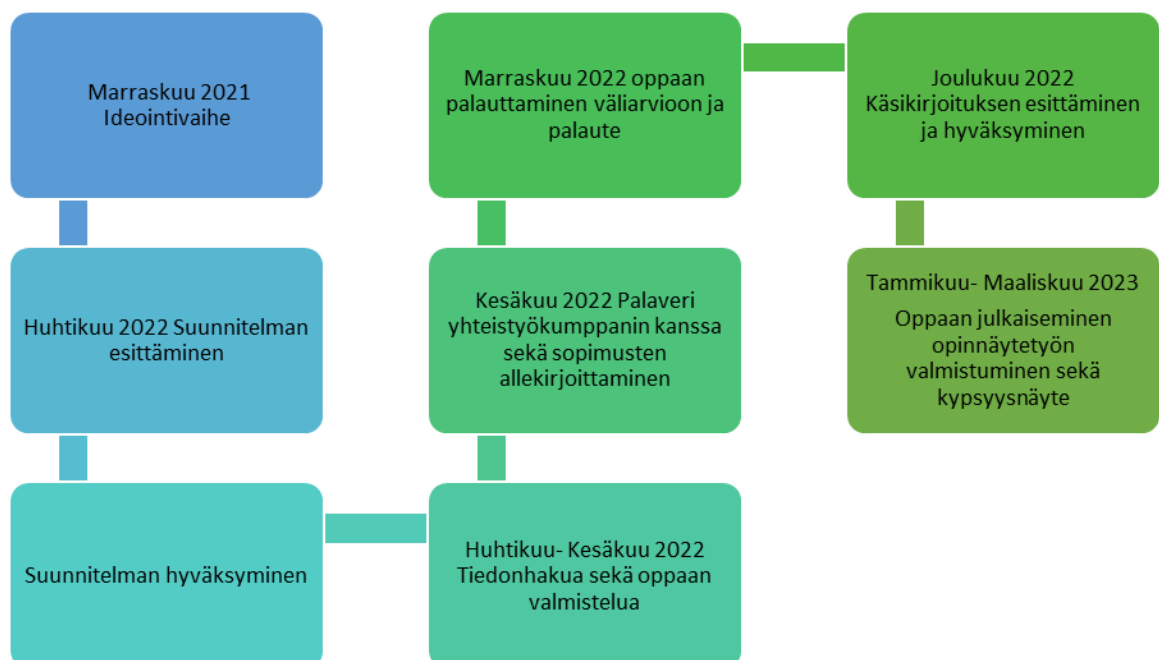 Marraskuu 2021
Ideointivaihe
Huhtikuu 2022 Suunnitelman
esittäminen
Suunnitelman hyväksyminen
Huhtikuu- Kesäkuu 2022
Tiedonhakua sekä oppaan
valmistelua
Kesäkuu 2022 Palaveri
yhteistyökumppanin kanssa
sekä sopimusten
allekirjoittaminen
Marraskuu 2022 oppaan
palauttaminen väliarvioon ja
palaute
Joulukuu 2022
Käsikirjoituksen esittäminen
ja hyväksyminen
Tammikuu- Maaliskuu 2023
Oppaan julkaiseminen
opinnäytetyön
valmistuminen sekä
kypsyysnäyte